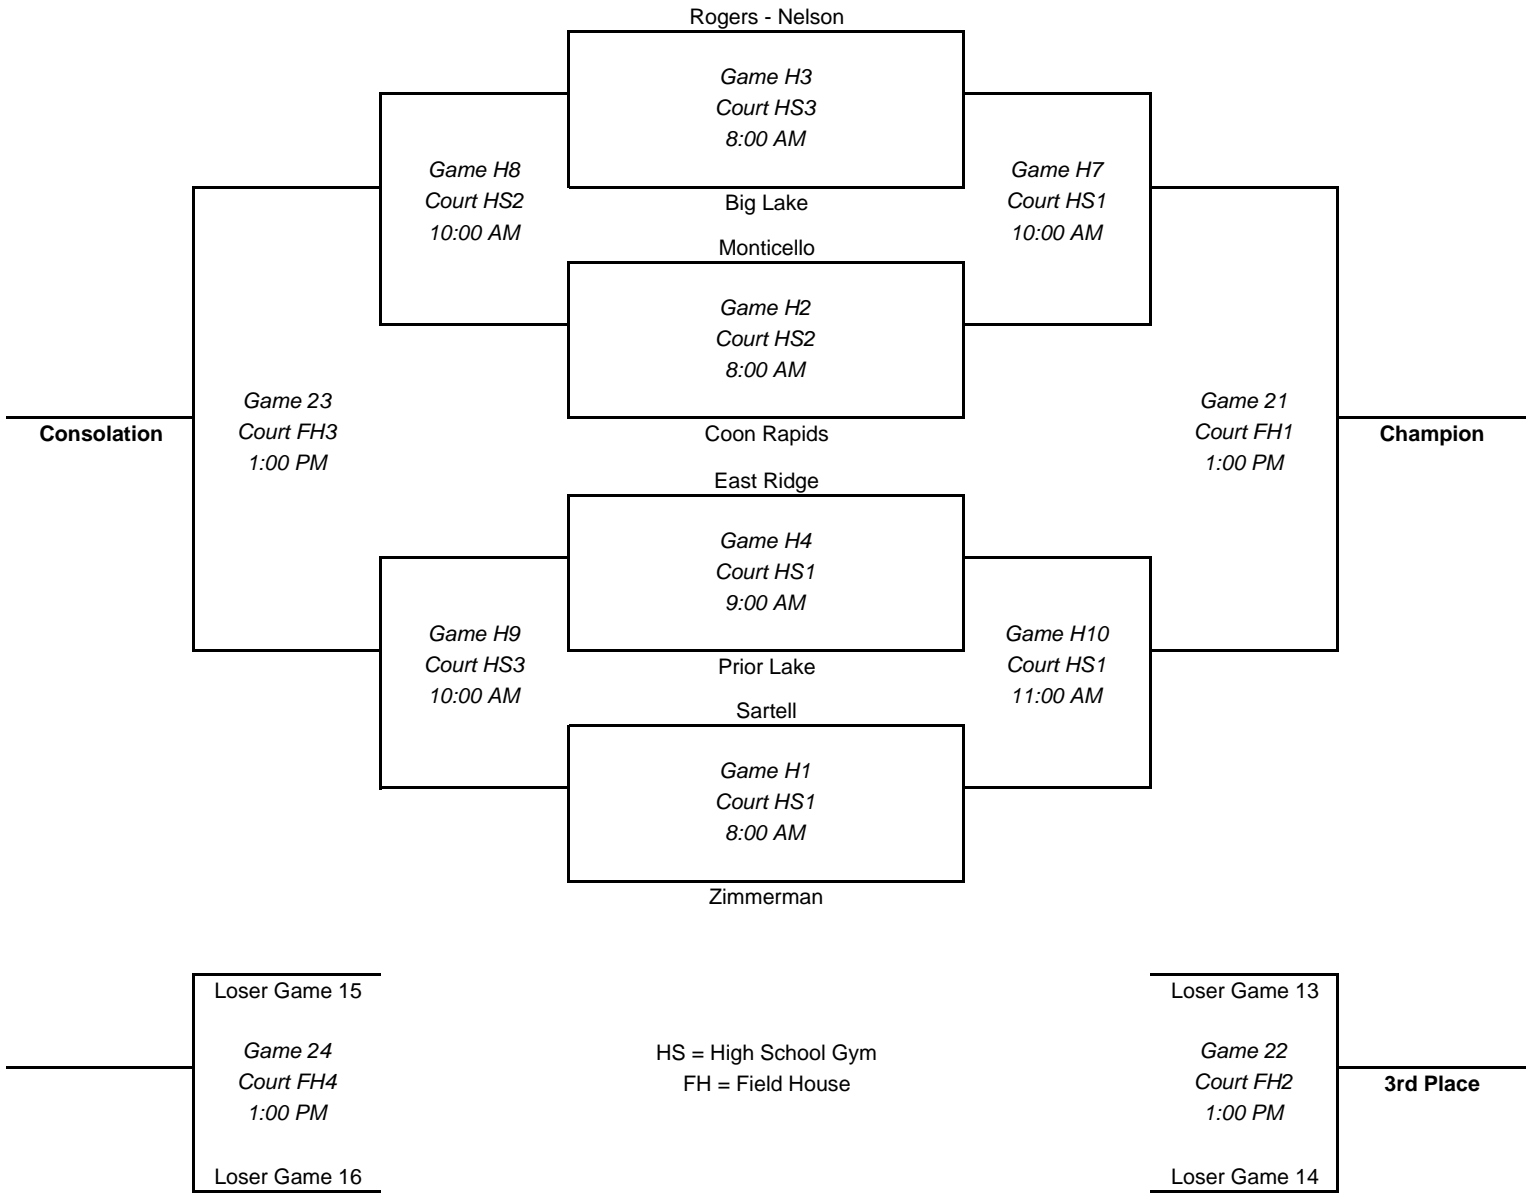 Rogers - Nelson
Game H3
Court HS3
8:00 AM
Game H8
Court HS2
10:00 AM
Game H7
Court HS1
10:00 AM
Big Lake
Monticello
Game H2
Court HS2
8:00 AM
Game 23
Court FH3
1:00 PM
Consolation
Game 21
Court FH1
1:00 PM
Champion
Coon Rapids
East Ridge
Game H4
Court HS1
9:00 AM
Game H9
Court HS3
10:00 AM
Game H10
Court HS1
11:00 AM
Prior Lake
Sartell
Game H1
Court HS1
8:00 AM
Zimmerman
Loser Game 15
Game 24
Court FH4
1:00 PM
Loser Game 16
HS = High School Gym
FH = Field House
Loser Game 13
Game 22
Court FH2
1:00 PM
3rd Place
Loser Game 14